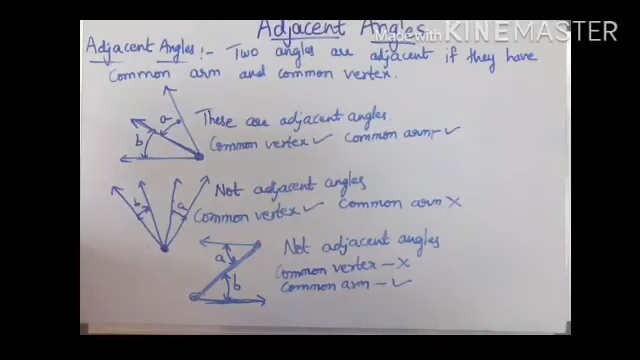 Adjacent Angles
Made with KINEMASTER
Adjacent Angles :- Two angles are adjacent if they have
common arm and common vertex.
These are adjacent angles.
Common vertex ✓ Common arm - ✓
a
b
Not adjacent angles
Common vertex ✓ Common arm ×
b a
Not adjacent angles
Common vertex - ×
Common arm - ✓
a
b